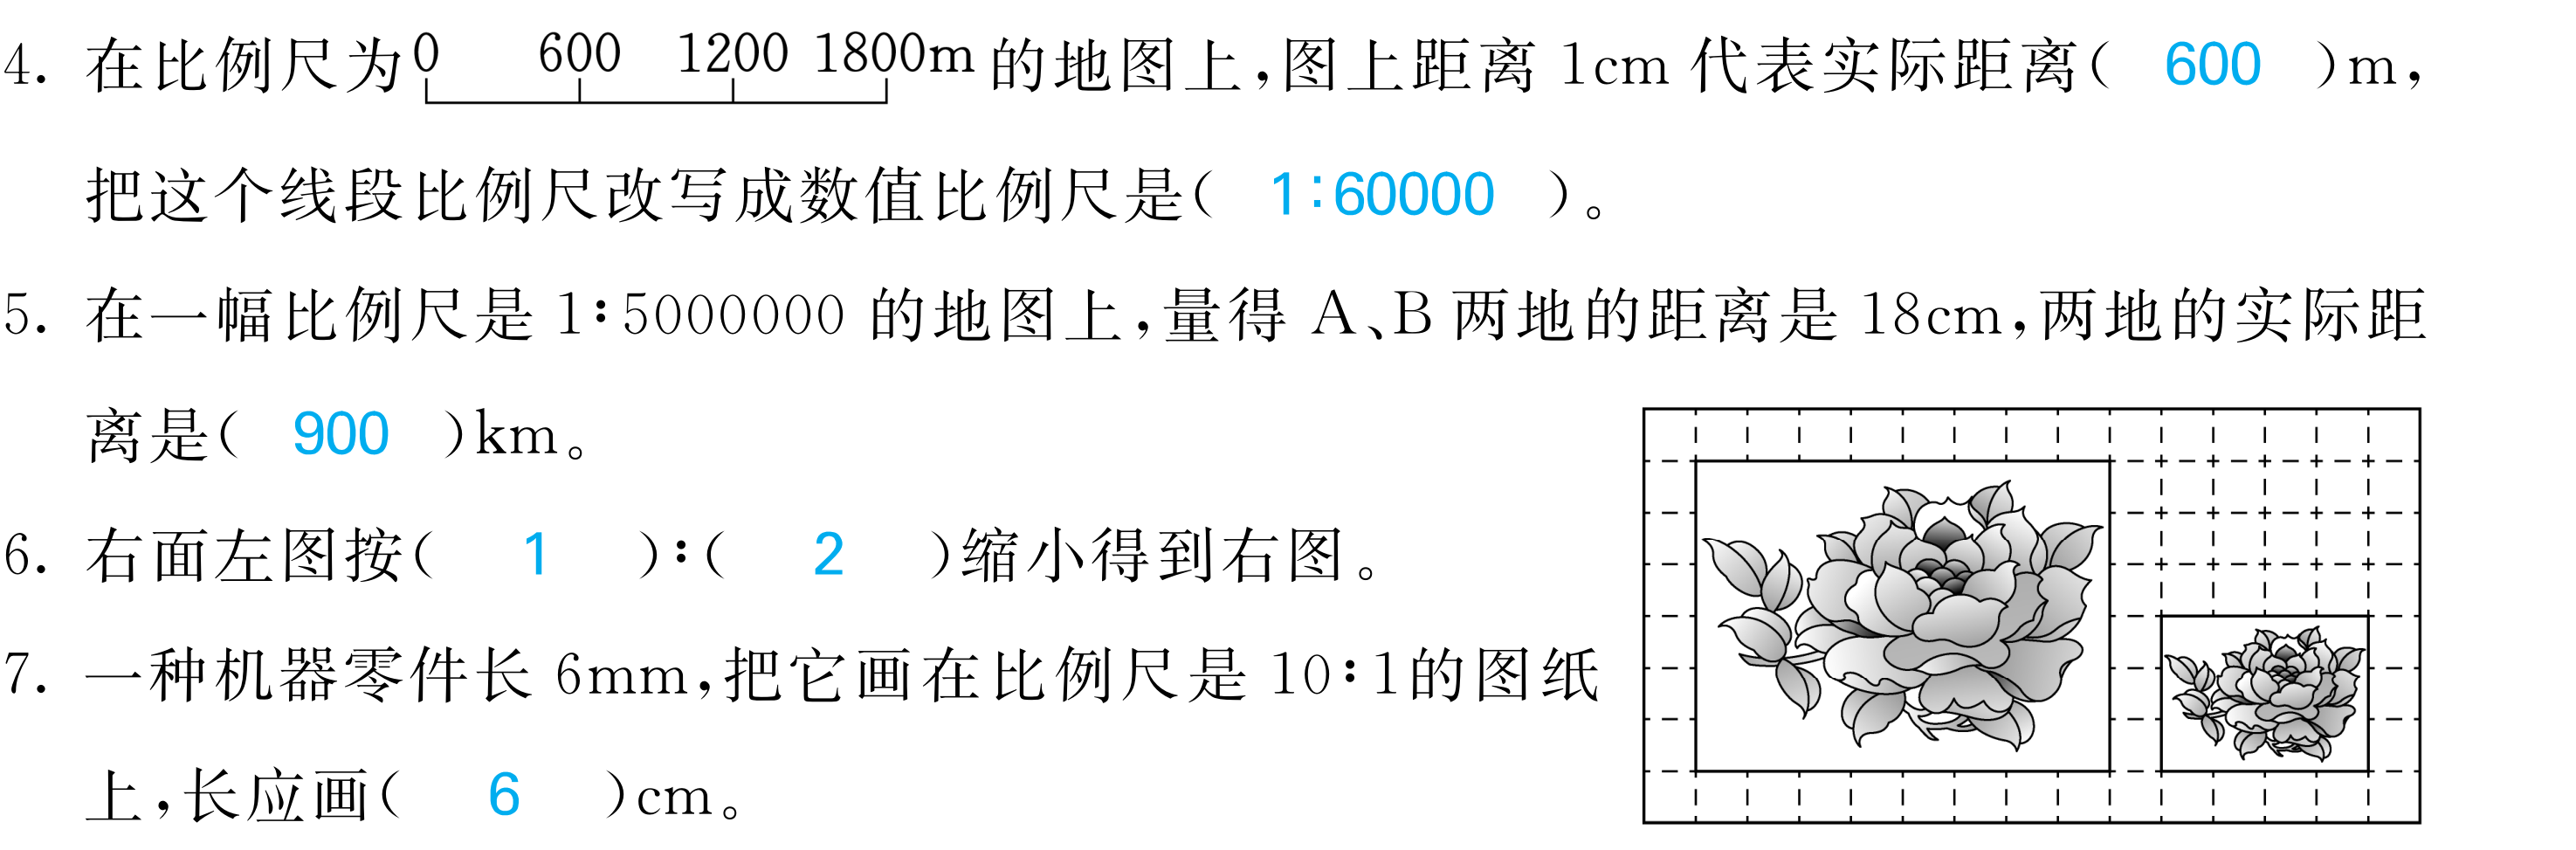 4. 在比例尺为0 600 1200 1800m的地图上,图上距离 1cm 代表实际距离( 600 )m,
把这个线段比例尺改写成数值比例尺是( 1∶60000 )。
5. 在一幅比例尺是 1∶5000000 的地图上,量得 A、B 两地的距离是 18cm,两地的实际距
离是( 900 )km。
6. 右面左图按( 1 )∶( 2 )缩小得到右图。
7. 一种机器零件长 6mm,把它画在比例尺是 10∶1的图纸
上,长应画( 6 )cm。